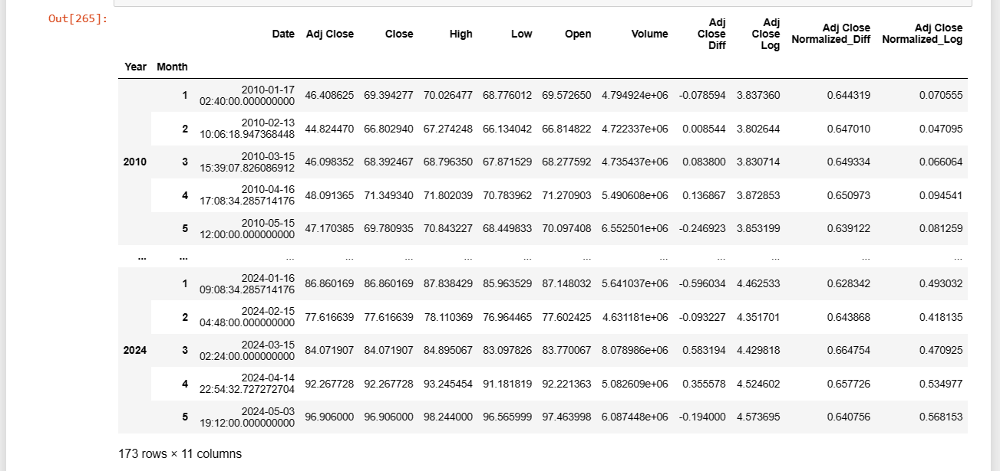 Out[265]:
Date Adj Close Close High Low Open Volume Adj Close Diff Adj Close Log Adj Close Normalized_Diff Adj Close Normalized_Log
Year Month
1 2010-01-17 02:40:00.000000000 46.408625 69.394277 70.026477 68.776012 69.572650 4.794924e+06 -0.078594 3.837360 0.644319 0.070555
2 2010-02-13 10:06:18.947368448 44.824470 66.802940 67.274248 66.134042 66.814822 4.722337e+06 0.008544 3.802644 0.647010 0.047095
2010 3 2010-03-15 15:39:07.826086912 46.098352 68.392467 68.796350 67.871529 68.277592 4.735437e+06 0.083800 3.830714 0.649334 0.066064
4 2010-04-16 17:08:34.285714176 48.091365 71.349340 71.802039 70.783962 71.270903 5.490608e+06 0.136867 3.872853 0.650973 0.094541
5 2010-05-15 12:00:00.000000000 47.170385 69.780935 70.843227 68.449833 70.097408 6.552501e+06 -0.246923 3.853199 0.639122 0.081259
... ... ... ... ... ... ... ... ... ... ... ... ...
1 2024-01-16 09:08:34.285714176 86.860169 86.860169 87.838429 85.963529 87.148032 5.641037e+06 -0.596034 4.462533 0.628342 0.493032
2 2024-02-15 04:48:00.000000000 77.616639 77.616639 78.110369 76.964465 77.602425 4.631181e+06 -0.093227 4.351701 0.643868 0.418135
2024 3 2024-03-15 02:24:00.000000000 84.071907 84.071907 84.895067 83.097826 83.770067 8.078986e+06 0.583194 4.429818 0.664754 0.470925
4 2024-04-14 22:54:32.727272704 92.267728 92.267728 93.245454 91.181819 92.221363 5.082609e+06 0.355578 4.524602 0.657726 0.534977
5 2024-05-03 19:12:00.000000000 96.906000 96.906000 98.244000 96.565999 97.463998 6.087448e+06 -0.194000 4.573695 0.640756 0.568153
173 rows × 11 columns